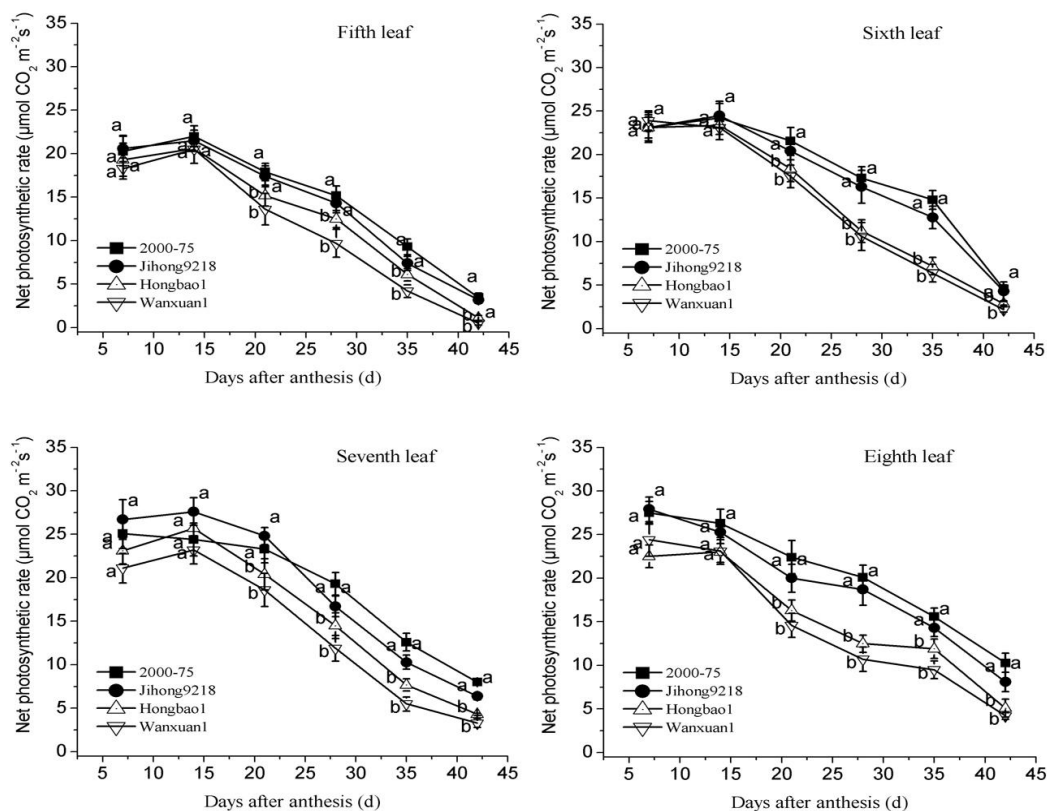 35
Fifth leaf
30
25
a a
20
a a a
a a
a a
15
b b a a
10
b a a
5
b b a a
0
b b
2000-75
Jihong9218
Hongbao1
Wanxuan1
5 10 15 20 25 30 35 40 45
Net photosynthetic rate (μmol CO2 m-2s-1)
Days after anthesis (d)
35
Sixth leaf
30
25
a a
a a a
20
b a a
b
15
a a a
10
b b a
5
b b a
0
a b
2000-75
Jihong9218
Hongbao1
Wanxuan1
5 10 15 20 25 30 35 40 45
Net photosynthetic rate (μmol CO2 m-2s-1)
Days after anthesis (d)
35
Seventh leaf
30
25
a a a
a a a
20
a a b a
15
b b a a
10
b b a a
5
b b a a
0
b b
2000-75
Jihong9218
Hongbao1
Wanxuan1
5 10 15 20 25 30 35 40 45
Net photosynthetic rate (μmol CO2 m-2s-1)
Days after anthesis (d)
35
Eighth leaf
30
25
a a a
a a a
20
a a a a
15
b b a a
10
b b b a
5
b b a a
0
b b
2000-75
Jihong9218
Hongbao1
Wanxuan1
5 10 15 20 25 30 35 40 45
Net photosynthetic rate (μmol CO2 m-2s-1)
Days after anthesis (d)